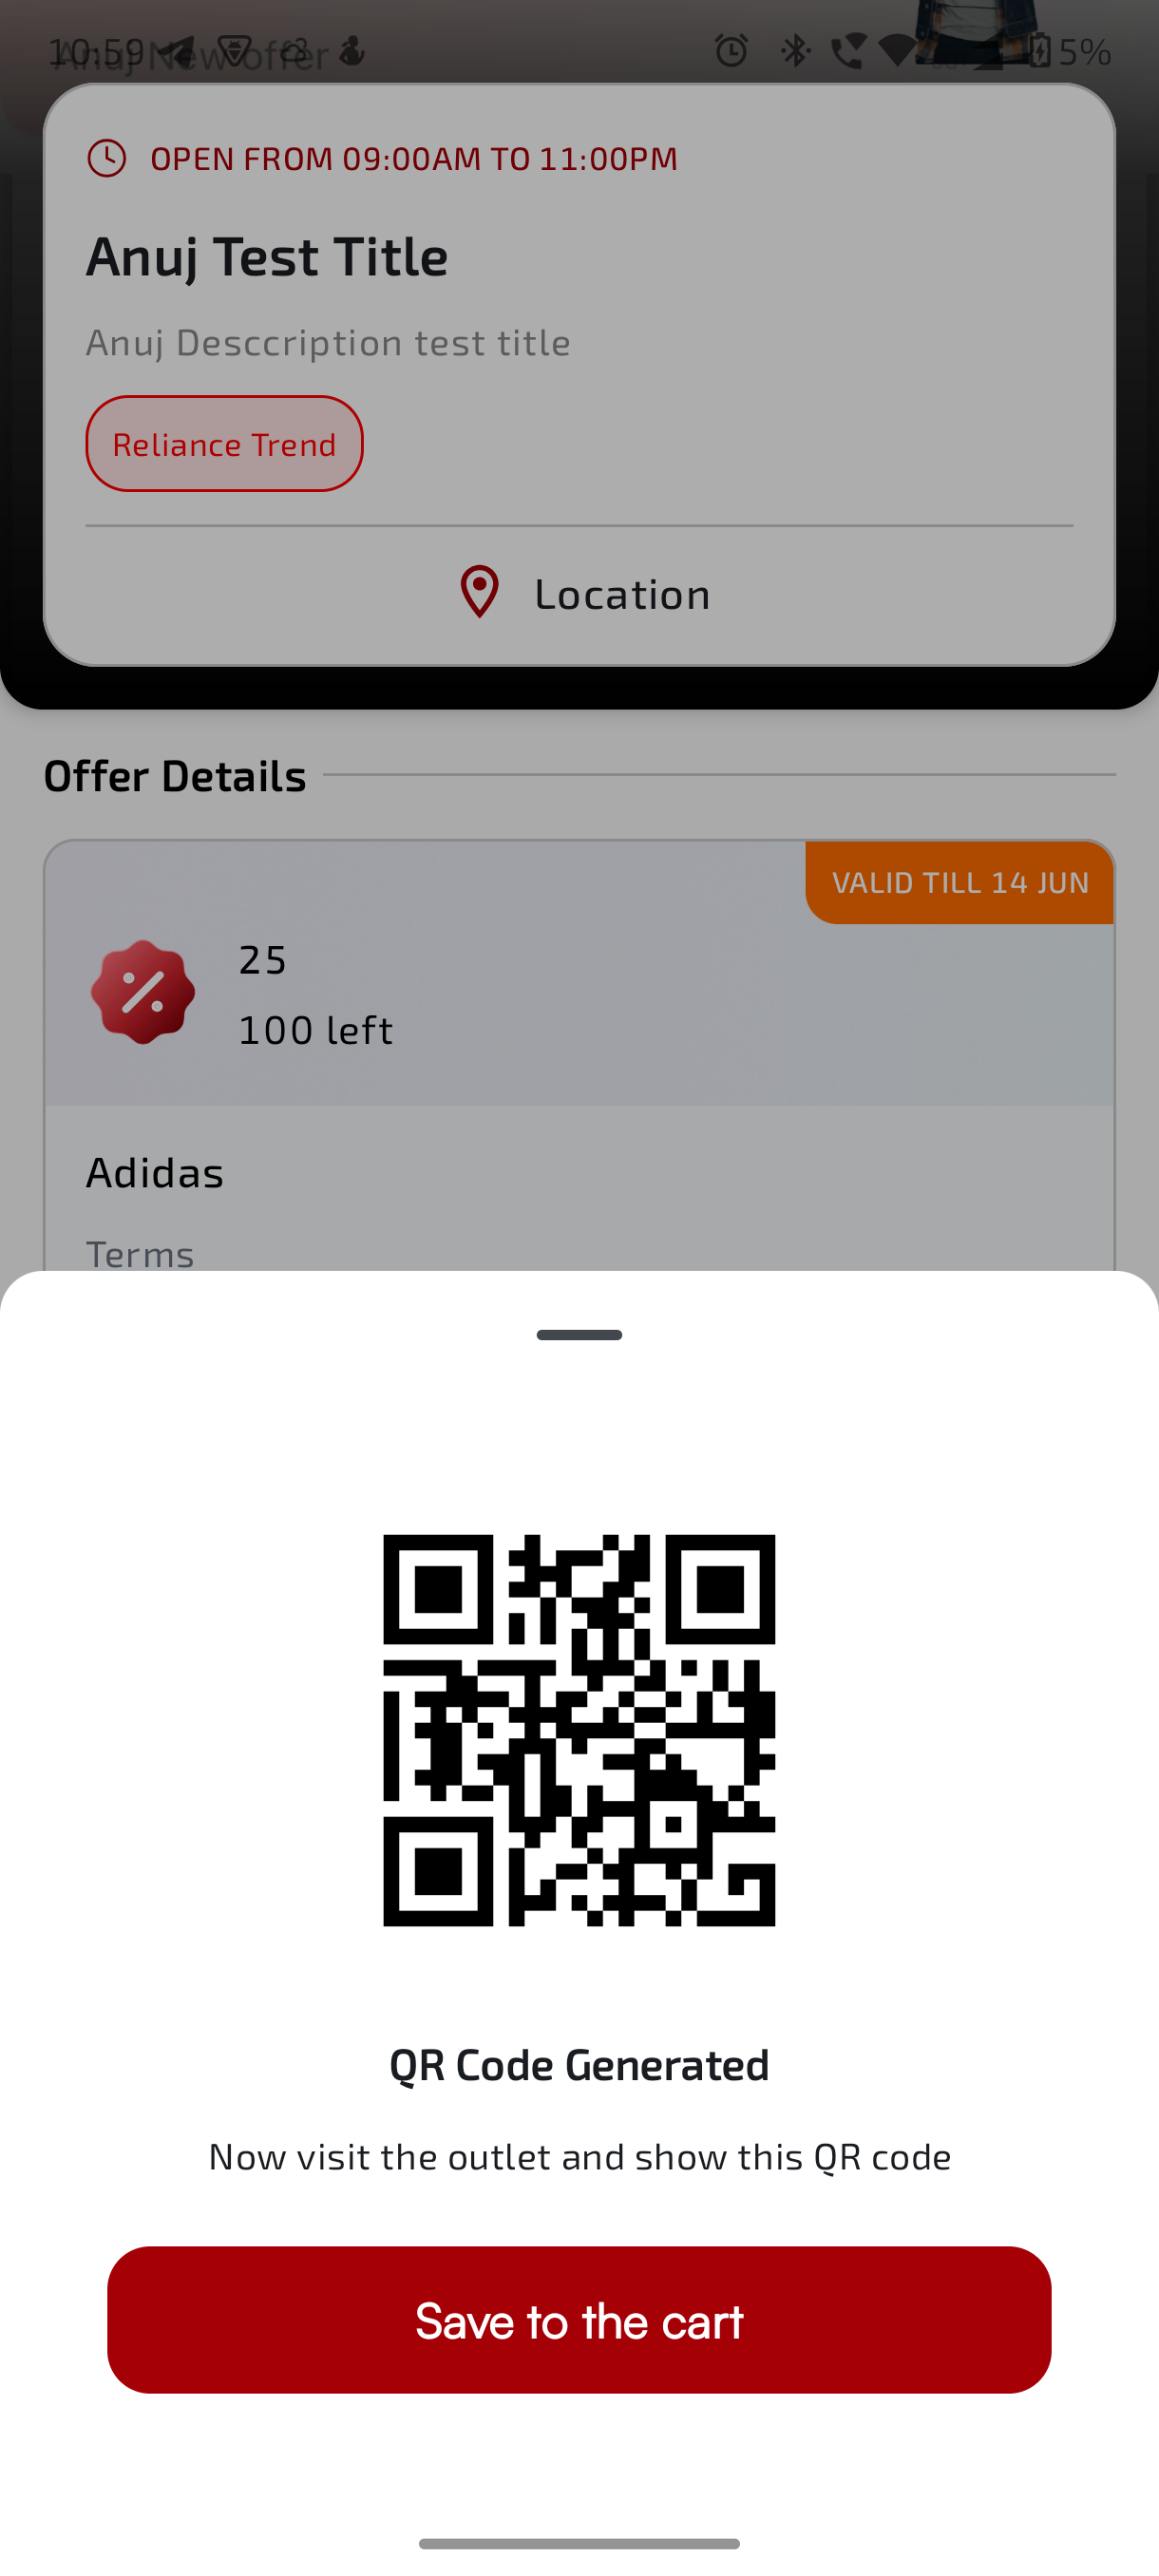 10:59
Anuj New offer
5%
OPEN FROM 09:00AM TO 11:00PM
Anuj Test Title
Anuj Desccription test title
Reliance Trend
Location
Offer Details
VALID TILL 14 JUN
25
100 left
Adidas
Terms
QR Code Generated
Now visit the outlet and show this QR code
Save to the cart